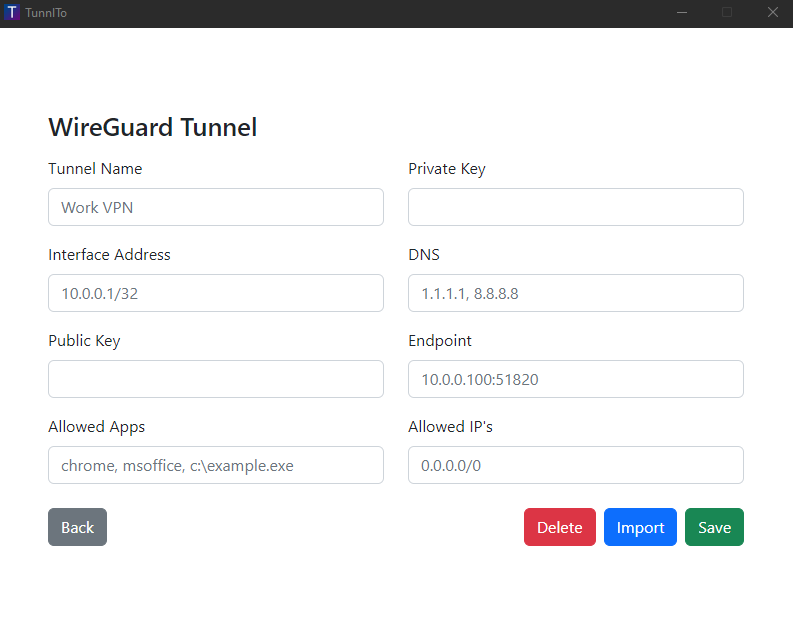 T TunnlTo
WireGuard Tunnel
Tunnel Name
Private Key
Work VPN
Interface Address
DNS
10.0.0.1/32
1.1.1.1, 8.8.8.8
Public Key
Endpoint
10.0.0.100:51820
Allowed Apps
Allowed IP's
chrome, msoffice, c:\example.exe
0.0.0.0/0
Back
Delete
Import
Save